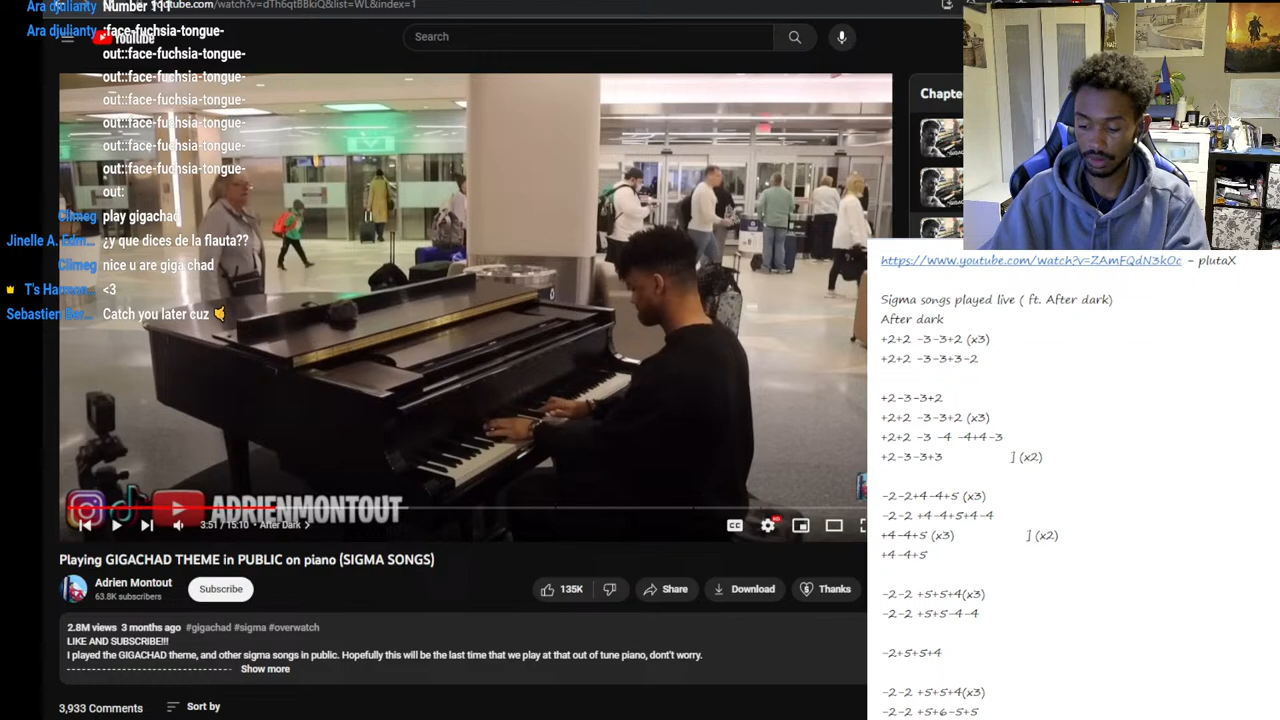 Ara djulianty Number 111
youtube.com/watch?v=dTh6qtBBkiQ&list=WL&index=1
Ara djulianty :face-fuchsia-tongue-
out::face-fuchsia-tongue-
out::face-fuchsia-tongue-
out::face-fuchsia-tongue-
out::face-fuchsia-tongue-
out::face-fuchsia-tongue-
out::face-fuchsia-tongue-
out:
YouTube
Search
Climeg play gigachad
Jinelle A. Edm... ¿y que dices de la flauta??
Climeg nice u are giga chad
T's Harmon... <3
Sebastien Ber... Catch you later cuz 🤙
Chapte
ADRIENMONTOUT
3:51 / 15:10 • After Dark >
CC
HD
Playing GIGACHAD THEME in PUBLIC on piano (SIGMA SONGS)
Adrien Montout
63.8K subscribers
Subscribe
135K
Share
Download
Thanks
2.8M views 3 months ago #gigachad #sigma #overwatch
LIKE AND SUBSCRIBE!!!
I played the GIGACHAD theme, and other sigma songs in public. Hopefully this will be the last time that we play at that out of tune piano, dont't worry.
--------------------------------- Show more
3,933 Comments
Sort by
https://www.youtube.com/watch?v=ZAmFQdN3kOc - plutaX
Sigma songs played live ( ft. After dark)
After dark
+2+2 -3-3+2 (x3)
+2+2 -3-3+3-2
+2-3-3+2
+2+2 -3-3+2 (x3)
+2+2 -3 -4 -4+4-3
+2-3-3+3 ] (x2)
-2-2+4-4+5 (x3)
-2-2 +4-4+5+4-4
+4-4+5 (x3) ] (x2)
+4-4+5
-2-2 +5+5+4(x3)
-2-2 +5+5-4-4
-2+5+5+4
-2-2 +5+5+4(x3)
-2-2 +5+6-5+5